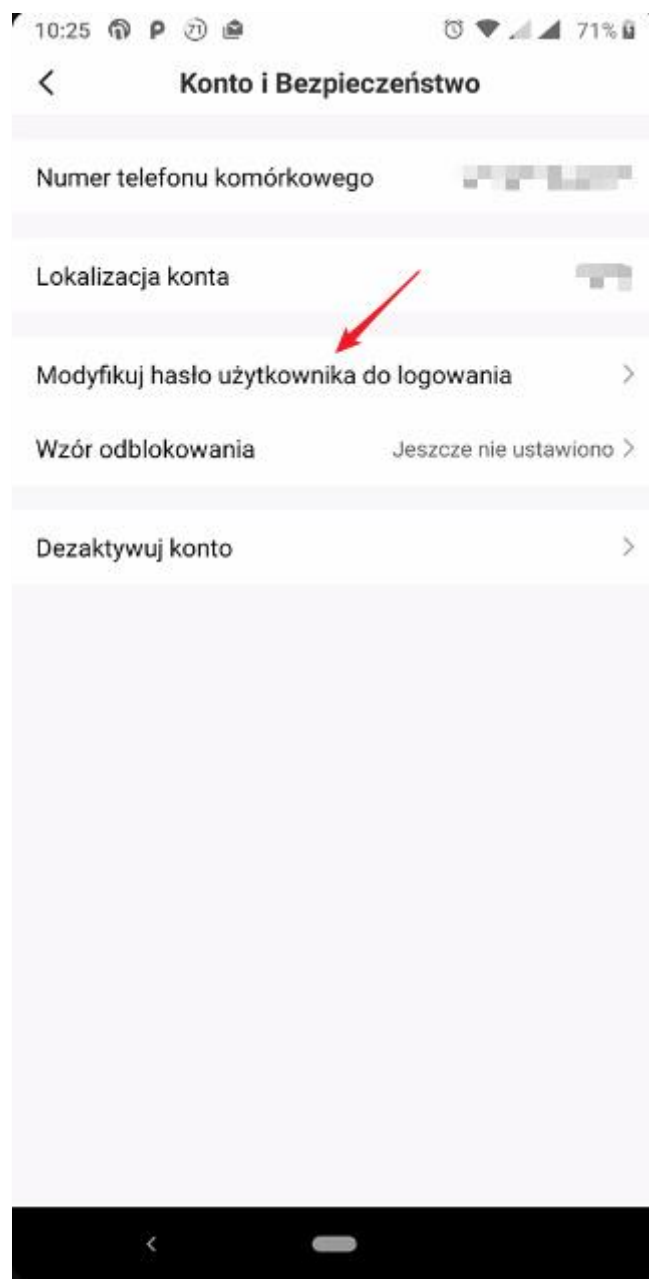 10:25 P 71 71%
Konto i Bezpieczeństwo
Numer telefonu komórkowego
Lokalizacja konta
Modyfikuj hasło użytkownika do logowania
Wzór odblokowania Jeszcze nie ustawiono
Dezaktywuj konto